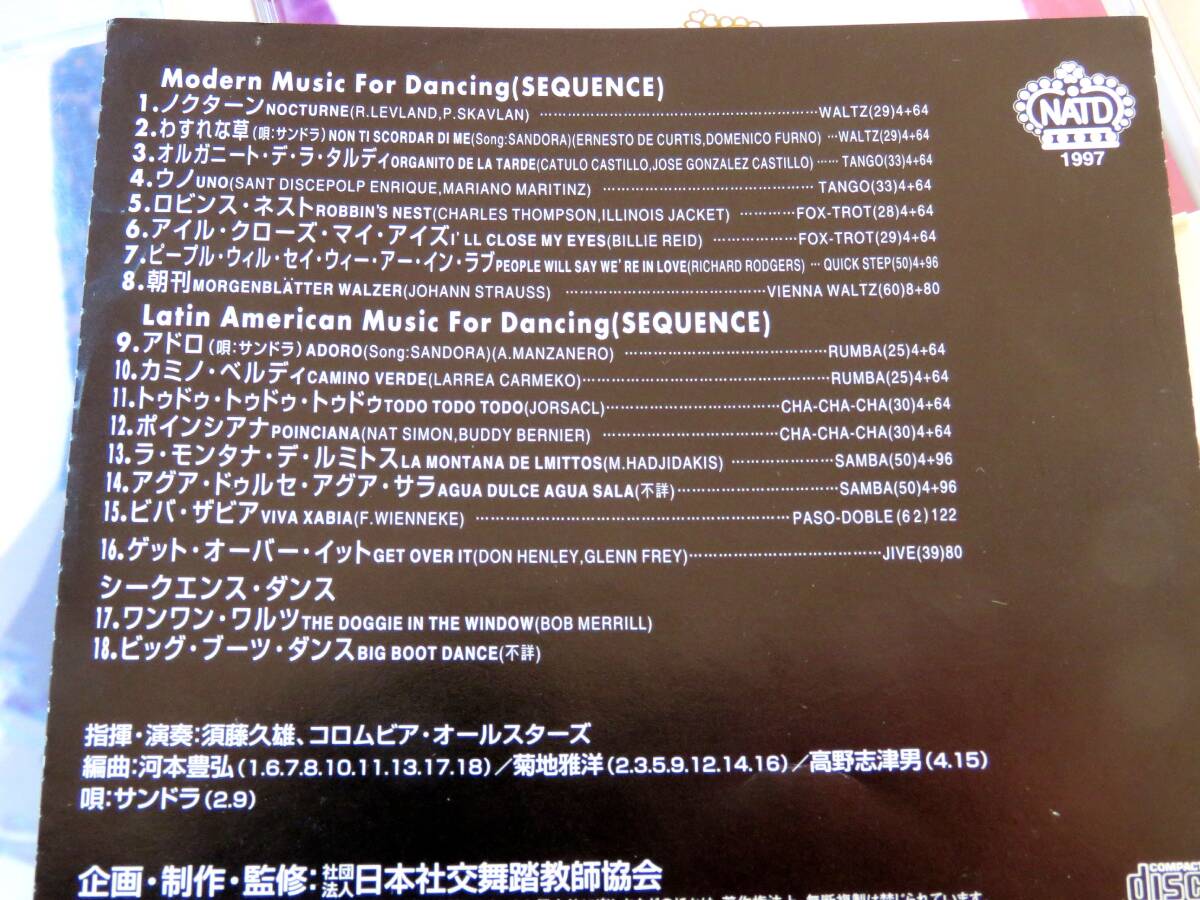 Modern Music For Dancing(SEQUENCE)
1.ノクターンNOCTURNE(R.LEVLAND,P.SKAVLAN)……WALTZ(29)4+64
2.わすれな草(唄:サンドラ)NON TI SCORDAR DI ME(Song:SANDORA)(ERNESTO DE CURTIS,DOMENICO FURNO)…WALTZ(29)4+64
3.オルガニート・デ・ラ・タルディORGANITO DE LA TARDE(CATULO CASTILLO,JOSE GONZALEZ CASTILLO)……TANGO(33)4+64
4.ウノUNO(SANT DISCEPOLP ENRIQUE,MARIANO MARITINZ)……TANGO(33)4+64
5.ロビンス・ネストROBBIN'S NEST(CHARLES THOMPSON,ILLINOIS JACKET)……FOX-TROT(28)4+64
6.アイル・クローズ・マイ・アイズI'LL CLOSE MY EYES(BILLIE REID)……FOX-TROT(29)4+64
7.ピープル・ウィル・セイ・ウィー・アー・イン・ラブPEOPLE WILL SAY WE'RE IN LOVE(RICHARD RODGERS)…QUICK STEP(50)4+96
8.朝刊MORGENBLÄTTER WALZER(JOHANN STRAUSS)……VIENNA WALTZ(60)8+80
Latin American Music For Dancing(SEQUENCE)
9.アドロ(唄:サンドラ)ADORO(Song:SANDORA)(A.MANZANERO)……RUMBA(25)4+64
10.カミノ・ベルディCAMINO VERDE(LARREA CARMEKO)……RUMBA(25)4+64
11.トゥドゥ・トゥドゥ・トゥドゥTODO TODO TODO(JORSACL)……CHA-CHA-CHA(30)4+64
12.ポインシアナPOINCIANA(NAT SIMON,BUDDY BERNIER)……CHA-CHA-CHA(30)4+64
13.ラ・モンタナ・デ・ルミトスLA MONTANA DE LMITTOS(M.HADJIDAKIS)……SAMBA(50)4+96
14.アグア・ドゥルセ・アグア・サラAGUA DULCE AGUA SALA(不詳)……SAMBA(50)4+96
15.ビバ・ザビアVIVA XABIA(F.WIENNEKE)……PASO-DOBLE(62)122
16.ゲット・オーバー・イットGET OVER IT(DON HENLEY,GLENN FREY)……JIVE(39)80
シークエンス・ダンス
17.ワンワン・ワルツTHE DOGGIE IN THE WINDOW(BOB MERRILL)
18.ビッグ・ブーツ・ダンスBIG BOOT DANCE(不詳)
NATD
1997
指揮・演奏:須藤久雄、コロムビア・オールスターズ
編曲:河本豊弘(1.6.7.8.10.11.13.17.18)/菊地雅洋(2.3.5.9.12.14.16)/高野志津男(4.15)
唄:サンドラ(2.9)
企画・制作・監修:社団法人日本社交舞踏教師協会
COMPACT
disc